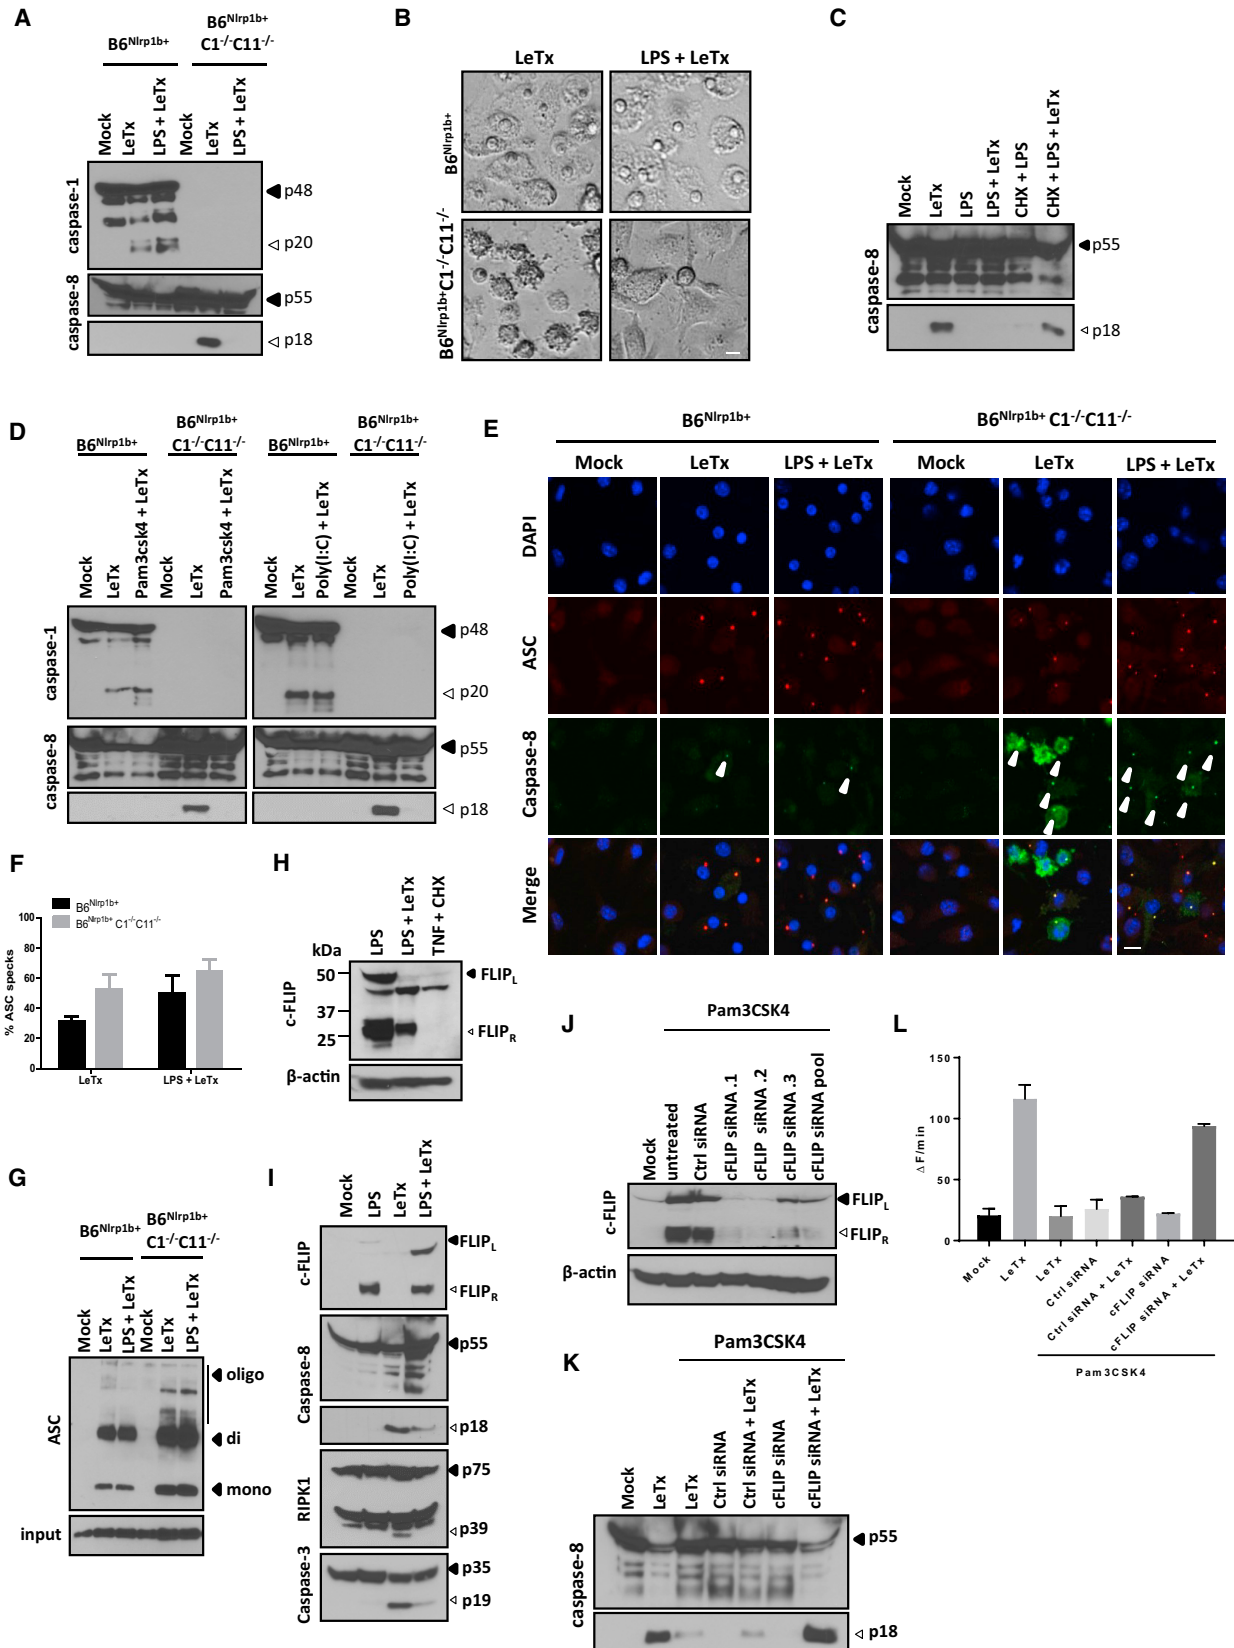 A
B6Nlrp1b+
B6Nlrp1b+
C1-/-C11-/-
Mock
LeTx
LPS + LeTx
Mock
LeTx
LPS + LeTx
caspase-1
p48
p20
caspase-8
p55
p18
B
LeTx
LPS + LeTx
B6Nlrp1b+
B6Nlrp1b+C1-/-C11-/-
C
Mock
LeTx
LPS
LPS + LeTx
CHX + LPS
CHX + LPS + LeTx
caspase-8
p55
p18
D
B6Nlrp1b+
B6Nlrp1b+
C1-/-C11-/-
B6Nlrp1b+
B6Nlrp1b+
C1-/-C11-/-
Mock
LeTx
Pam3csk4 + LeTx
Mock
LeTx
Pam3csk4 + LeTx
Mock
LeTx
Poly(I:C) + LeTx
Mock
LeTx
Poly(I:C) + LeTx
caspase-1
p48
p20
caspase-8
p55
p18
E
B6Nlrp1b+
B6Nlrp1b+ C1-/-C11-/-
Mock
LeTx
LPS + LeTx
Mock
LeTx
LPS + LeTx
DAPI
ASC
Caspase-8
Merge
F
B6Nlrp1b+
B6Nlrp1b+ C1-/-C11-/-
% ASC specks
100
80
60
40
20
0
LeTx
LPS + LeTx
G
B6Nlrp1b+
B6Nlrp1b+
C1-/-C11-/-
Mock
LeTx
LPS + LeTx
Mock
LeTx
LPS + LeTx
ASC
oligo
di
mono
input
H
kDa
LPS
LPS + LeTx
TNF + CHX
c-FLIP
50
37
25
FLIPL
FLIPR
β-actin
I
Mock
LPS
LeTx
LPS + LeTx
c-FLIP
FLIPL
FLIPR
Caspase-8
p55
p18
RIPK1
p75
p39
Caspase-3
p35
p19
J
Pam3CSK4
Mock
untreated
Ctrl siRNA
cFLIP siRNA .1
cFLIP siRNA .2
cFLIP siRNA .3
cFLIP siRNA pool
c-FLIP
FLIPL
FLIPR
β-actin
K
Pam3CSK4
Mock
LeTx
LeTx
Ctrl siRNA
Ctrl siRNA + LeTx
cFLIP siRNA
cFLIP siRNA + LeTx
caspase-8
p55
p18
L
Δ F/min
150
100
50
0
Mock
LeTx
LeTx
Ctrl siRNA
Ctrl siRNA + LeTx
cFLIP siRNA
cFLIP siRNA + LeTx
Pam3CSK4